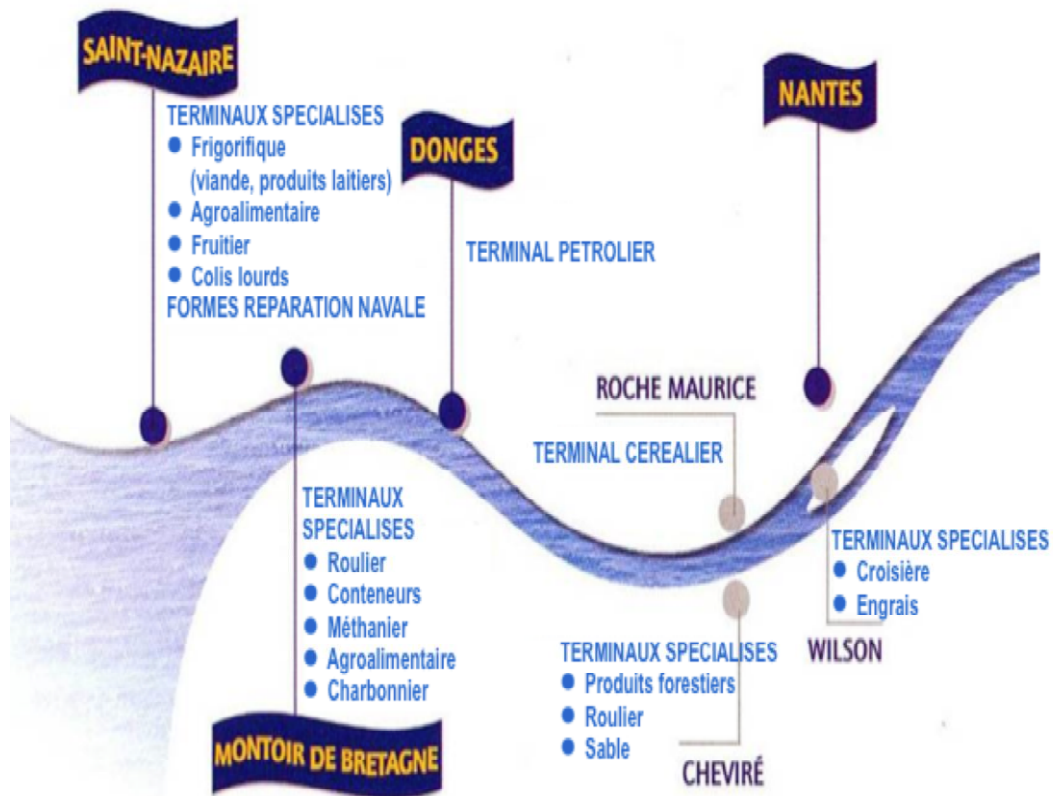 SAINT-NAZAIRE
TERMINAUX SPECIALISES
Frigorifique
(viande, produits laitiers)
Agroalimentaire
Fruitier
Colis lourds
FORMES REPARATION NAVALE
DONGES
TERMINAL PETROLIER
NANTES
ROCHE MAURICE
TERMINAL CEREALIER
TERMINAUX
SPECIALISES
Roulier
Conteneurs
Méthanier
Agroalimentaire
Charbonnier
MONTOIR DE BRETAGNE
TERMINAUX SPECIALISES
Croisière
Engrais
WILSON
TERMINAUX SPECIALISES
Produits forestiers
Roulier
Sable
CHEVIRÉ